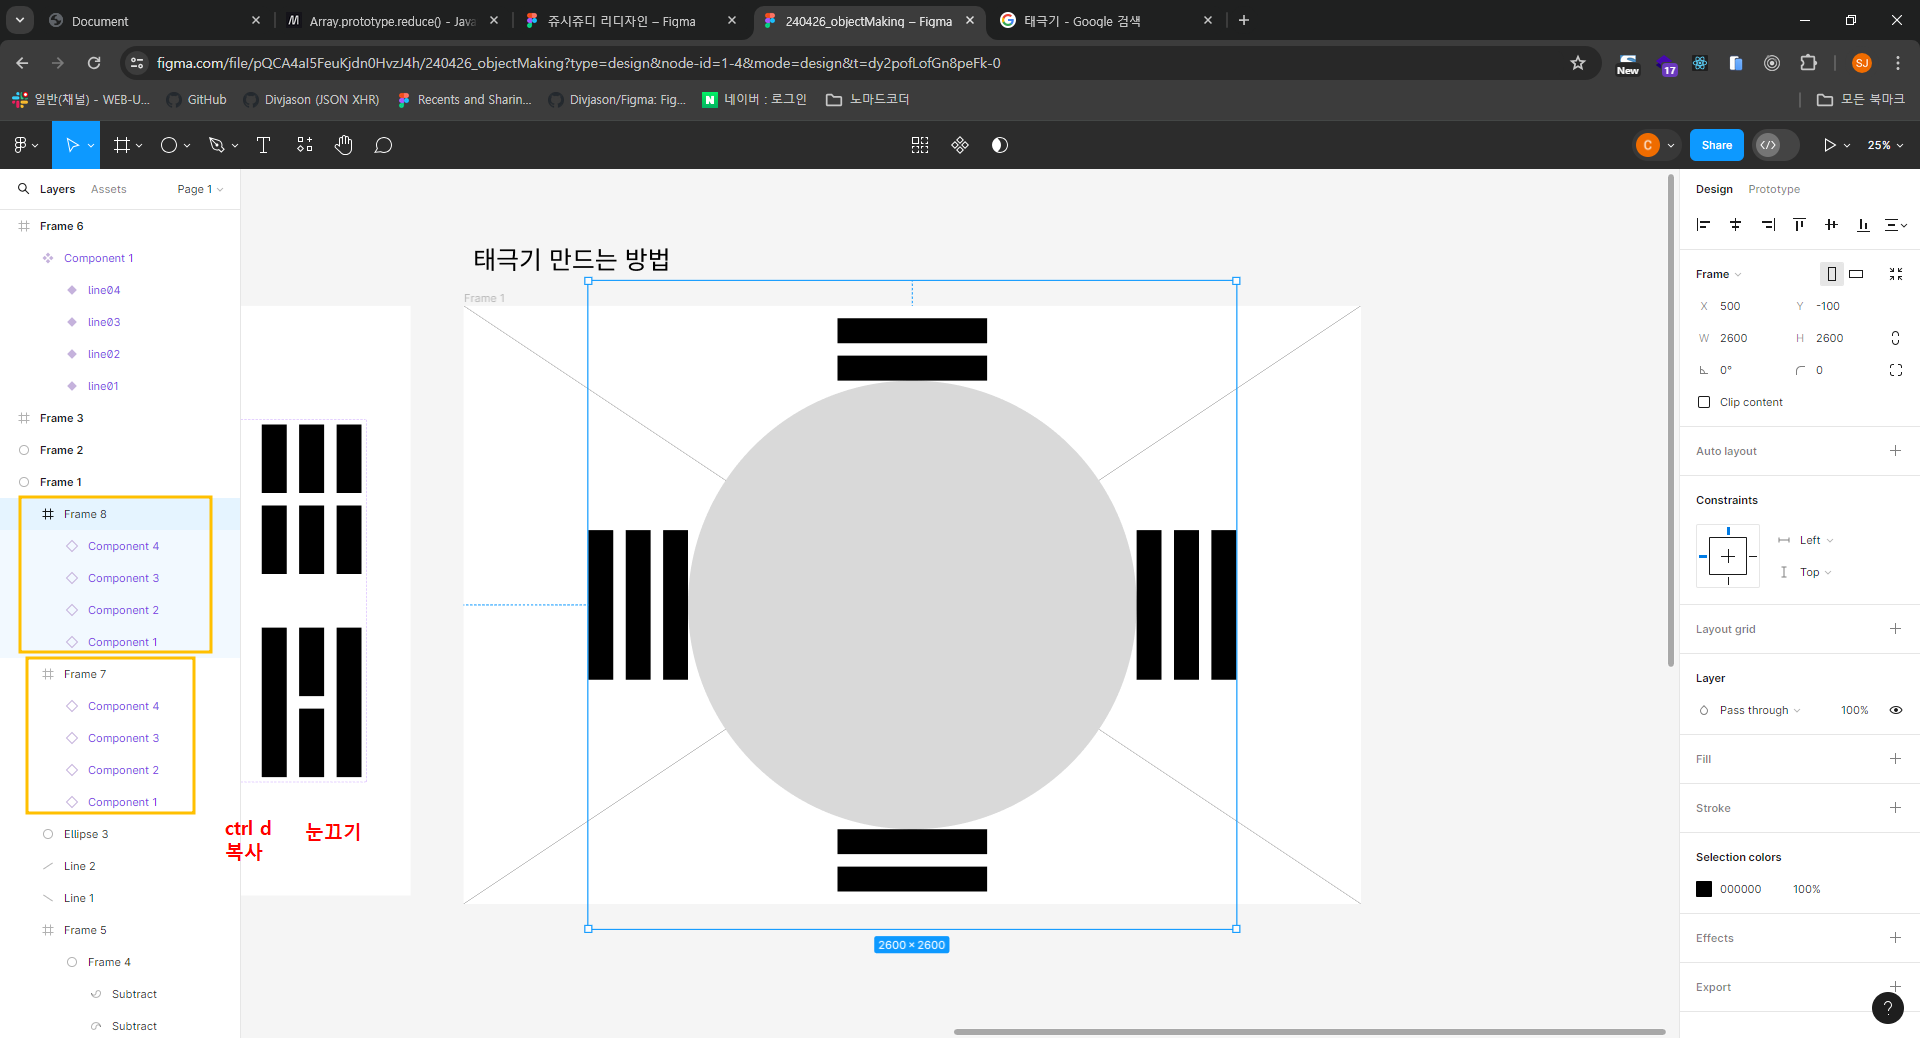 Document
Array.prototype.reduce() - Java
쥬시쥬디 리디자인 – Figma
240426_objectMaking – Figma
태극기 - Google 검색
figma.com/file/pQCA4aI5FeuKjdn0HvzJ4h/240426_objectMaking?type=design&node-id=1-4&mode=design&t=dy2pofLofGn8peFk-0
New
17
SJ
일반(채널) - WEB-U...
GitHub
Divjason (JSON XHR)
Recents and Sharin...
Divjason/Figma: Fig...
네이버 : 로그인
노마드코더
모든 북마크
C
Share
25%
Layers
Assets
Page 1
Design
Prototype
Frame 6
Component 1
line04
line03
line02
line01
Frame 3
Frame 2
Frame 1
Frame 8
Component 4
Component 3
Component 2
Component 1
Frame 7
Component 4
Component 3
Component 2
Component 1
Ellipse 3
Line 2
Line 1
Frame 5
Frame 4
Subtract
Subtract
ctrl d
복사
눈끄기
태극기 만드는 방법
Frame 1
2600 × 2600
Frame
X 500
Y -100
W 2600
H 2600
0°
0
Clip content
Auto layout
Constraints
Left
Top
Layout grid
Layer
Pass through
100%
Fill
Stroke
Selection colors
000000
100%
Effects
Export
?